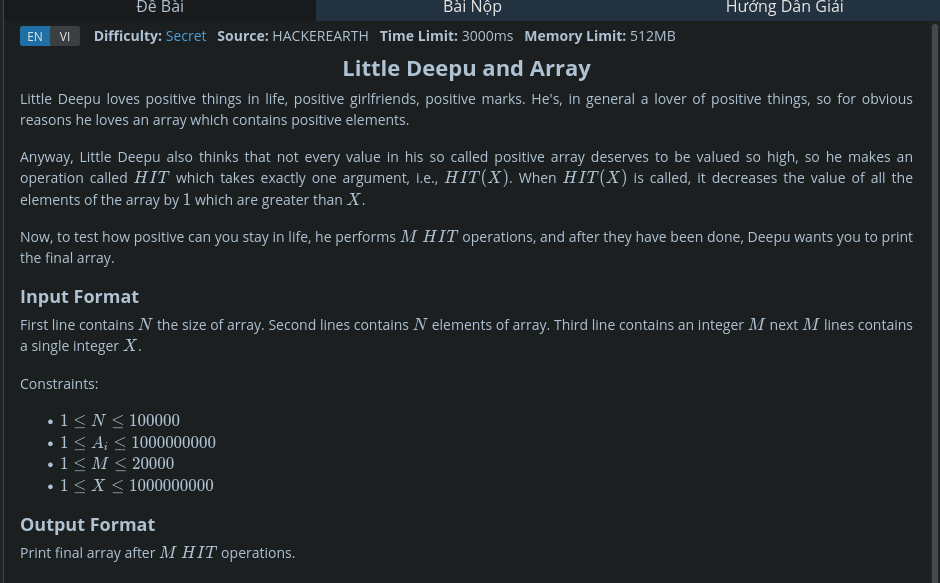 Đề Bài
Bài Nộp
Hướng Dẫn Giải
EN VI Difficulty: Secret Source: HACKEREARTH Time Limit: 3000ms Memory Limit: 512MB
Little Deepu and Array
Little Deepu loves positive things in life, positive girlfriends, positive marks. He's, in general a lover of positive things, so for obvious
reasons he loves an array which contains positive elements.
Anyway, Little Deepu also thinks that not every value in his so called positive array deserves to be valued so high, so he makes an
operation called HIT which takes exactly one argument, i.e., HIT(X). When HIT(X) is called, it decreases the value of all the
elements of the array by 1 which are greater than X.
Now, to test how positive can you stay in life, he performs M HIT operations, and after they have been done, Deepu wants you to print
the final array.
Input Format
First line contains N the size of array. Second lines contains N elements of array. Third line contains an integer M next M lines contains
a single integer X.
Constraints:
• 1 ≤ N ≤ 100000
• 1 ≤ Aᵢ ≤ 1000000000
• 1 ≤ M ≤ 20000
• 1 ≤ X ≤ 1000000000
Output Format
Print final array after M HIT operations.